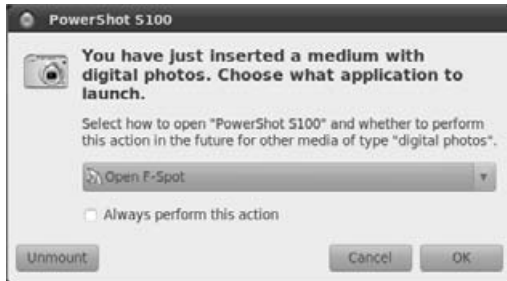 PowerShot S100
You have just inserted a medium with
digital photos. Choose what application to
launch.
Select how to open "PowerShot S100" and whether to perform
this action in the future for other media of type "digital photos".
Open F-Spot
Always perform this action
Unmount
Cancel
OK